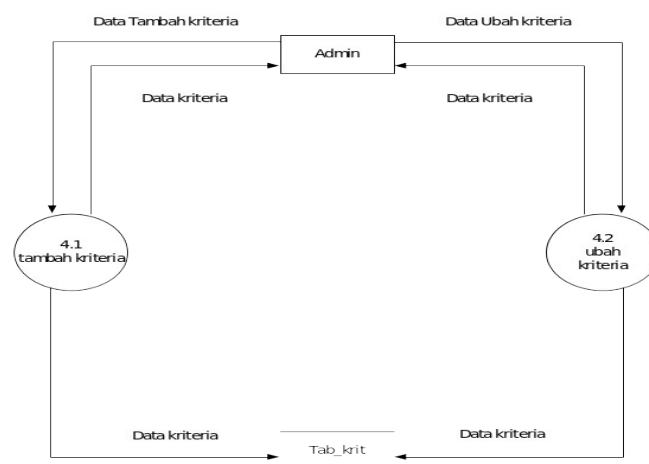 Data Tambah kriteria
Data Ubah kriteria
Admin
Data kriteria
Data kriteria
4.1
tambah kriteria
4.2
ubah
kriteria
Data kriteria
Data kriteria
Tab_krit